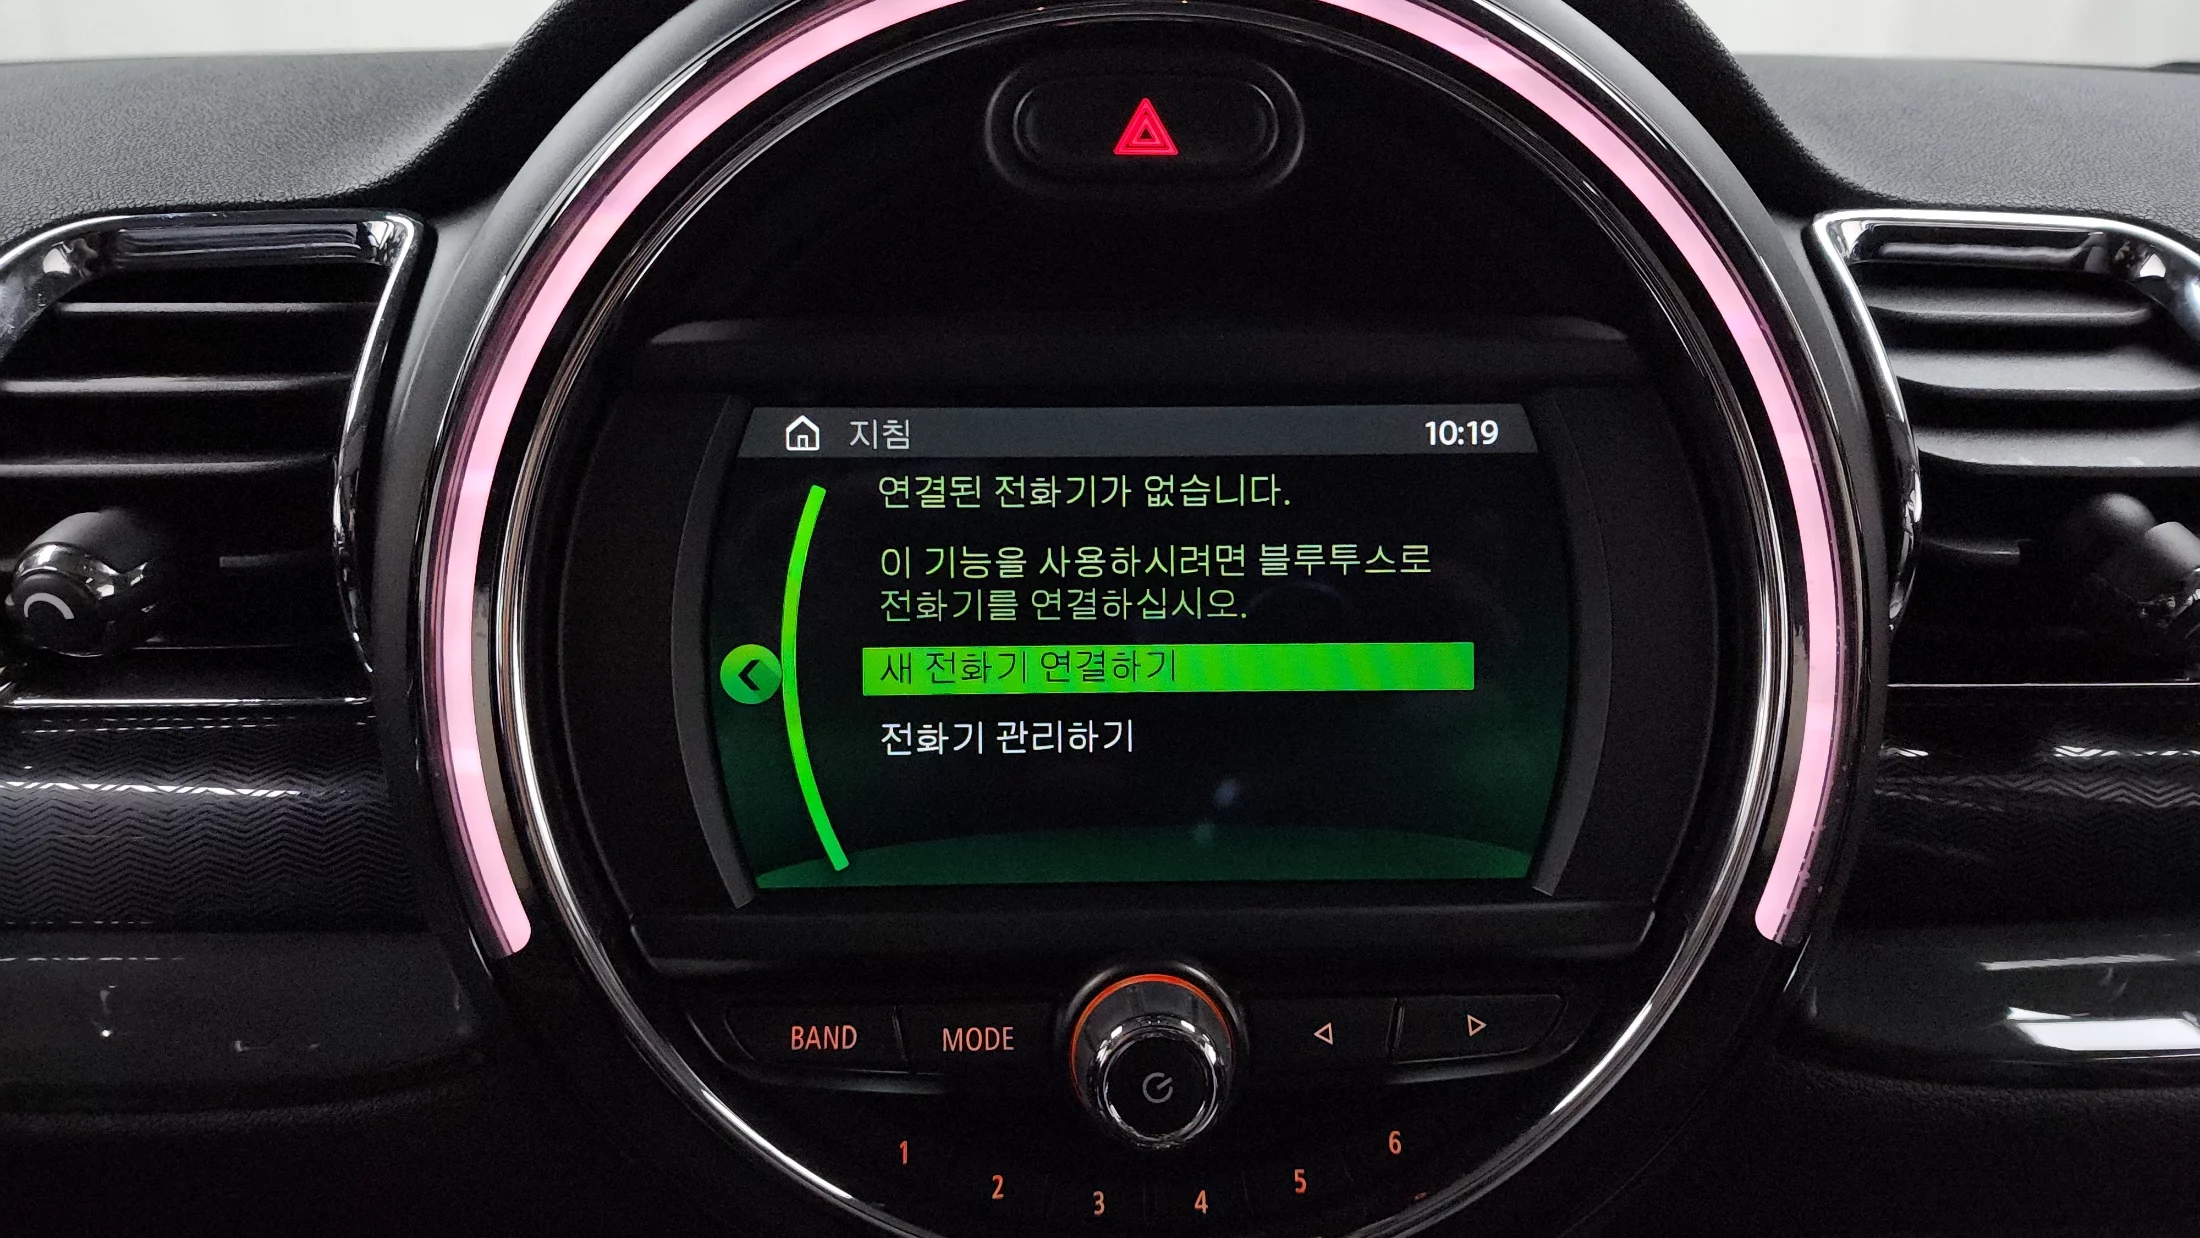 지침 10:19
연결된 전화기가 없습니다.
이 기능을 사용하시려면 블루투스로
전화기를 연결하십시오.
새 전화기 연결하기
전화기 관리하기
BAND MODE
1 2 3 4 5 6